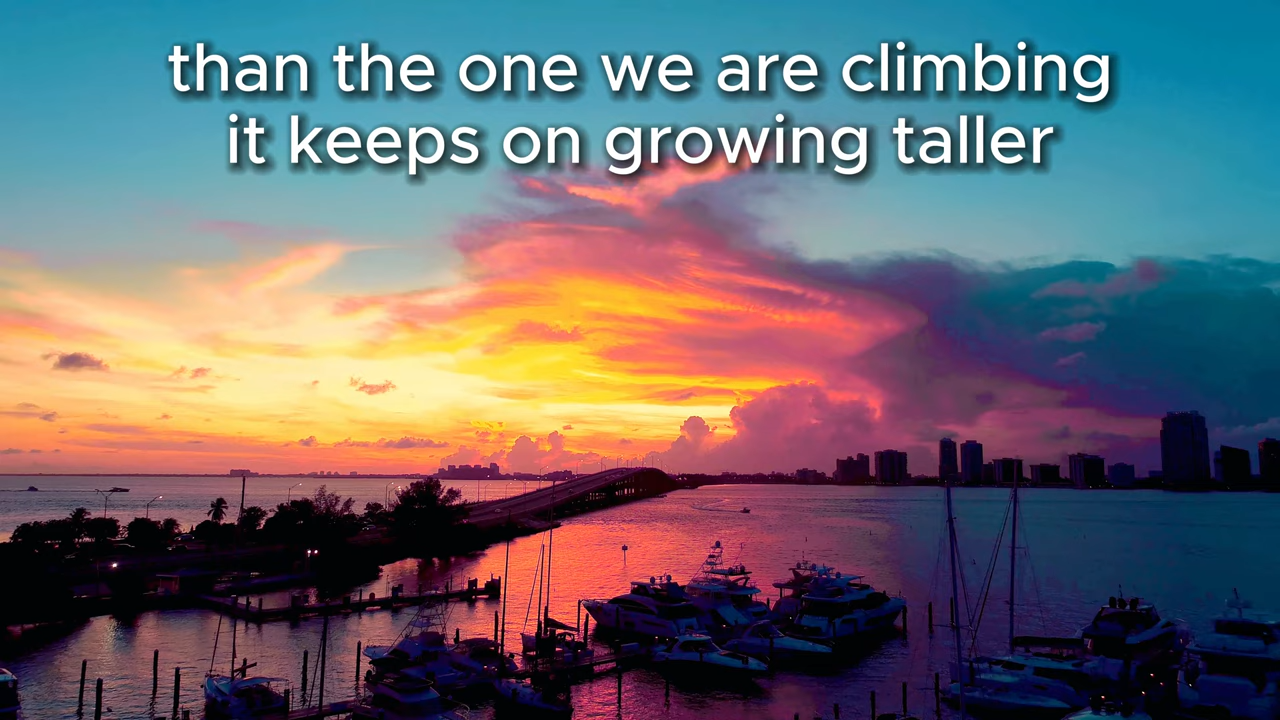 than the one we are climbing
it keeps on growing taller